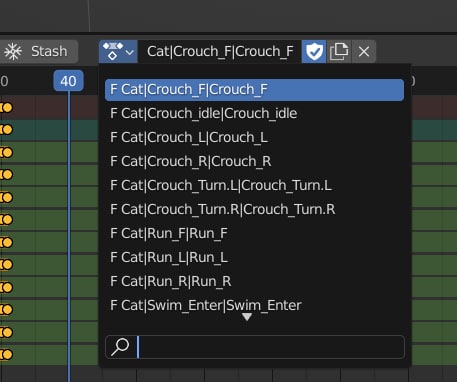 Stash
Cat|Crouch_F|Crouch_F
0
40
0
F Cat|Crouch_F|Crouch_F
F Cat|Crouch_idle|Crouch_idle
F Cat|Crouch_L|Crouch_L
F Cat|Crouch_R|Crouch_R
F Cat|Crouch_Turn.L|Crouch_Turn.L
F Cat|Crouch_Turn.R|Crouch_Turn.R
F Cat|Run_F|Run_F
F Cat|Run_L|Run_L
F Cat|Run_R|Run_R
F Cat|Swim_Enter|Swim_Enter